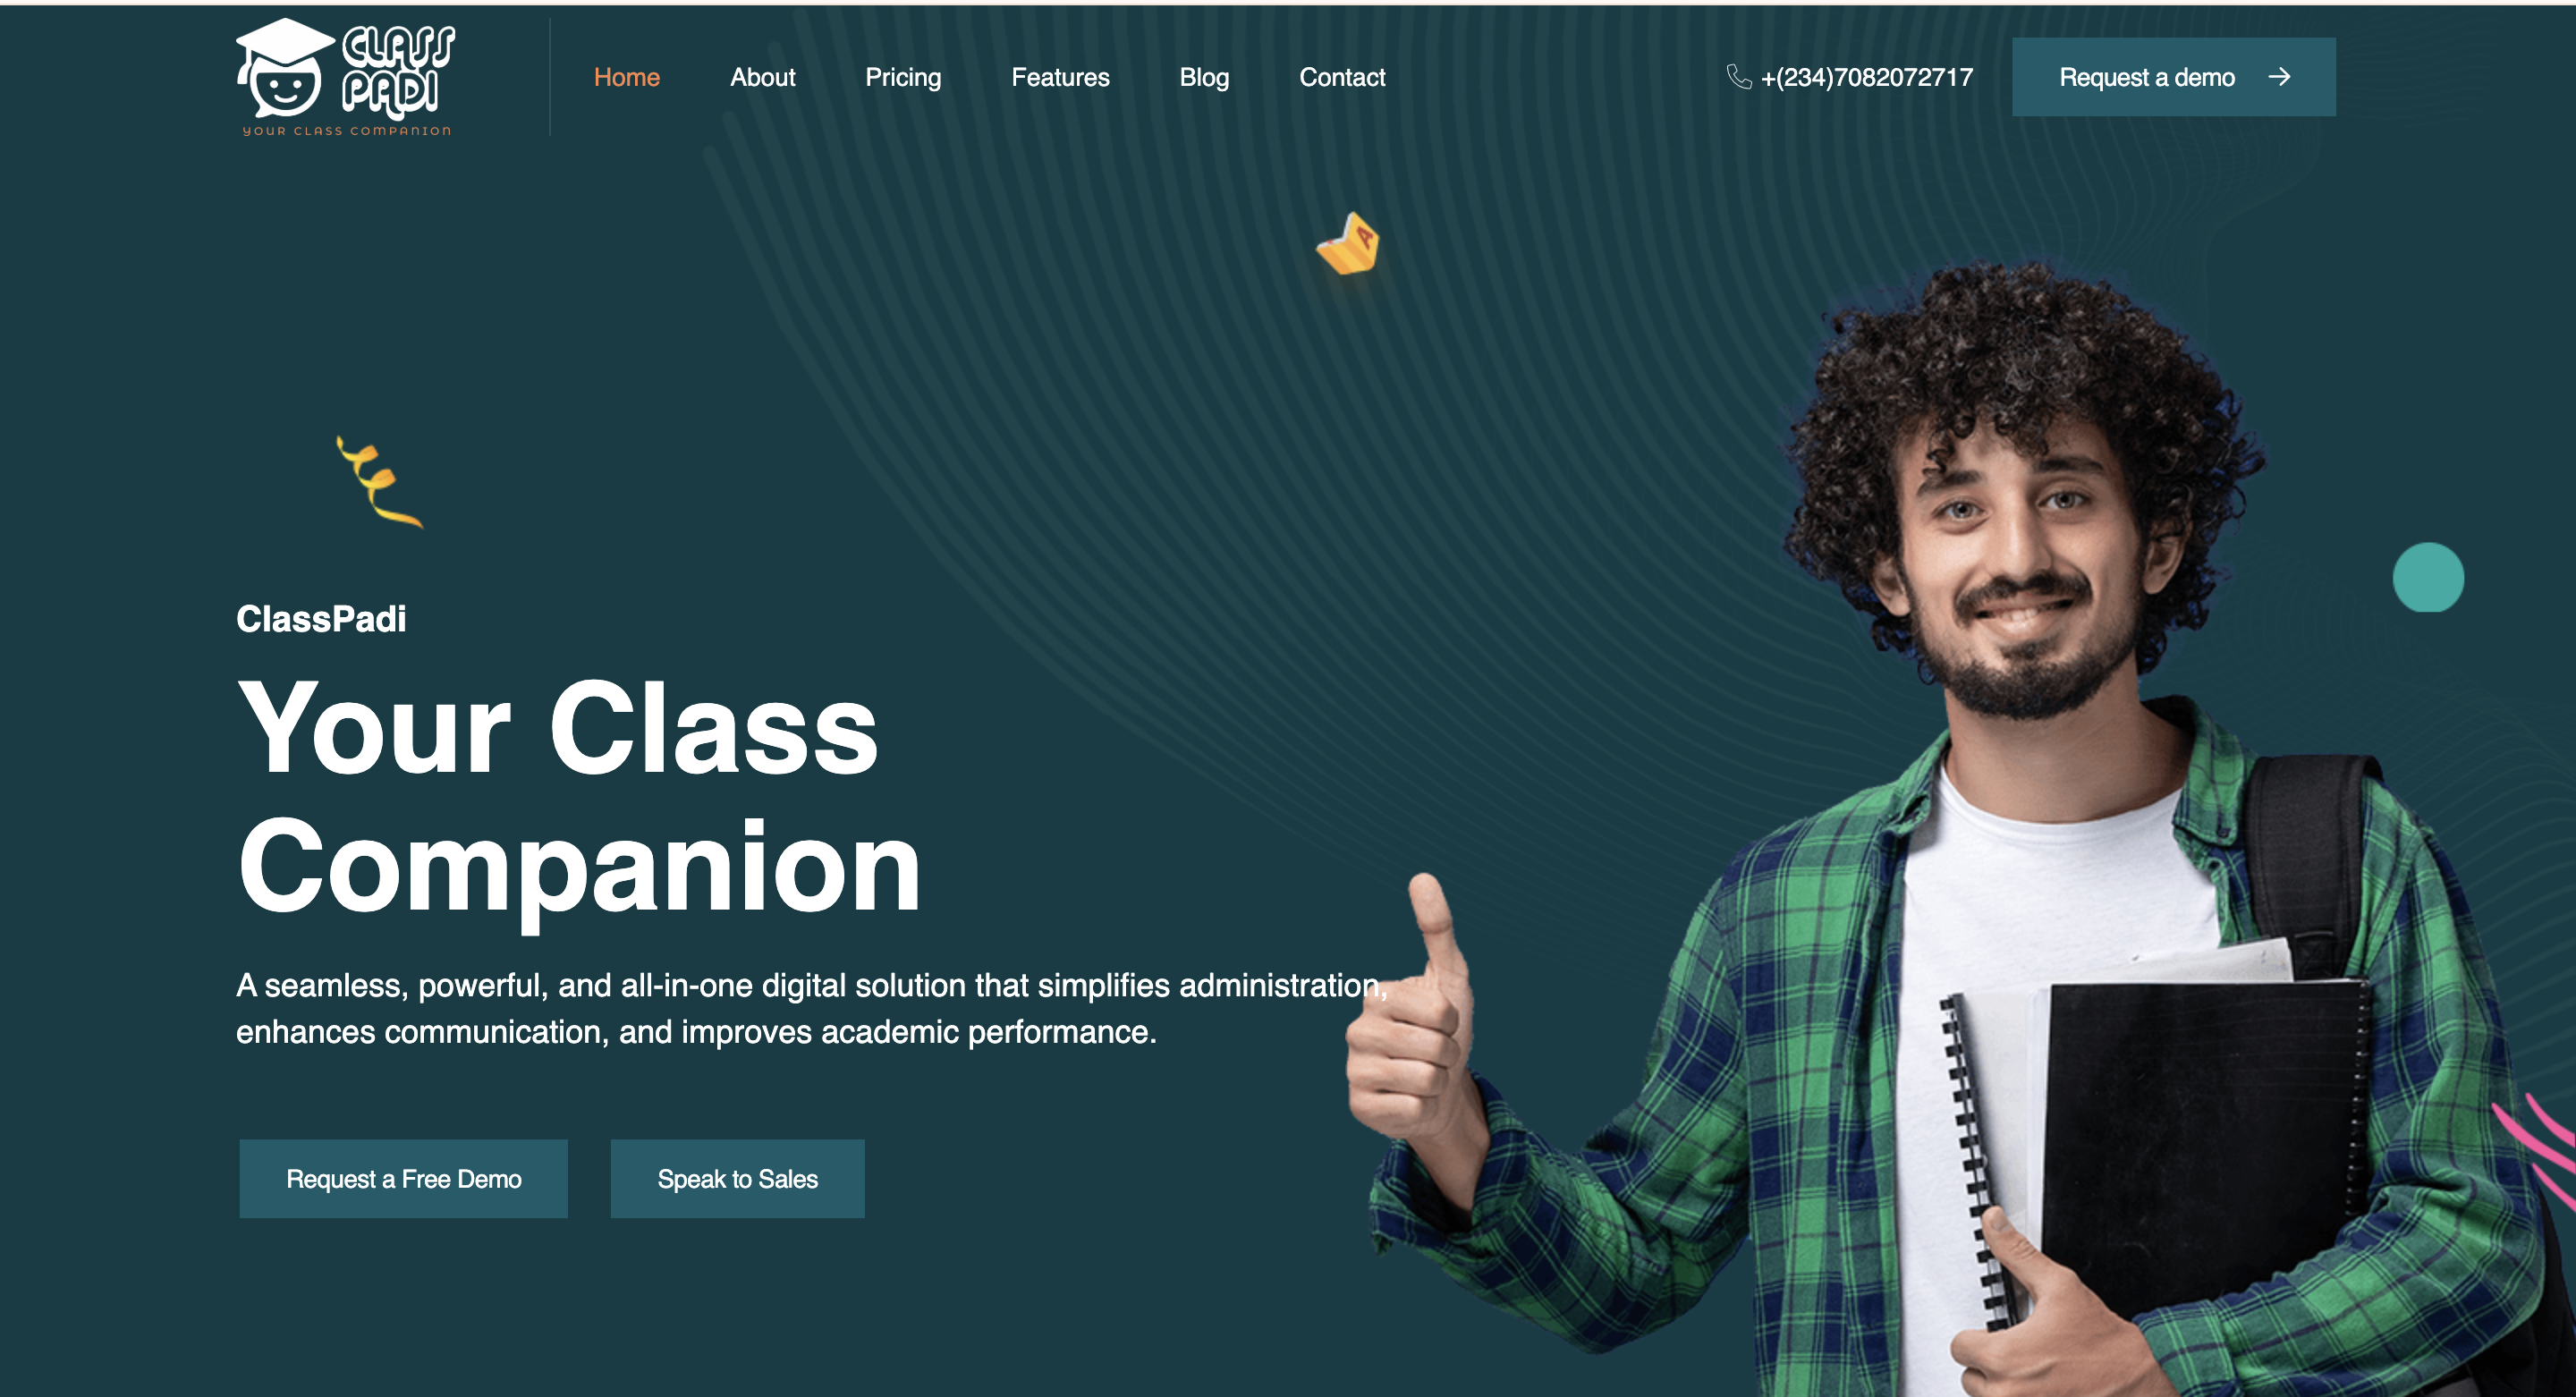 CLASS
PADI
YOUR CLASS COMPANION
Home About Pricing Features Blog Contact
+(234)7082072717
Request a demo
A
ClassPadi
Your Class
Companion
A seamless, powerful, and all-in-one digital solution that simplifies administration,
enhances communication, and improves academic performance.
Request a Free Demo
Speak to Sales